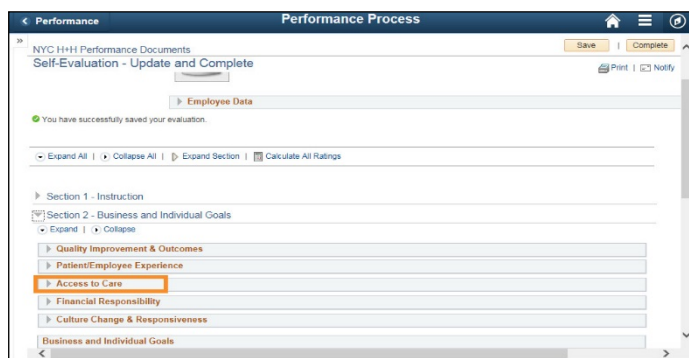 Performance
Performance Process
»
NYC H+H Performance Documents
Save | Complete
Self-Evaluation - Update and Complete
Print | Notify
Employee Data
You have successfully saved your evaluation.
Expand All | Collapse All | Expand Section | Calculate All Ratings
Section 1 - Instruction
Section 2 - Business and Individual Goals
Expand | Collapse
Quality Improvement & Outcomes
Patient/Employee Experience
Access to Care
Financial Responsibility
Culture Change & Responsiveness
Business and Individual Goals